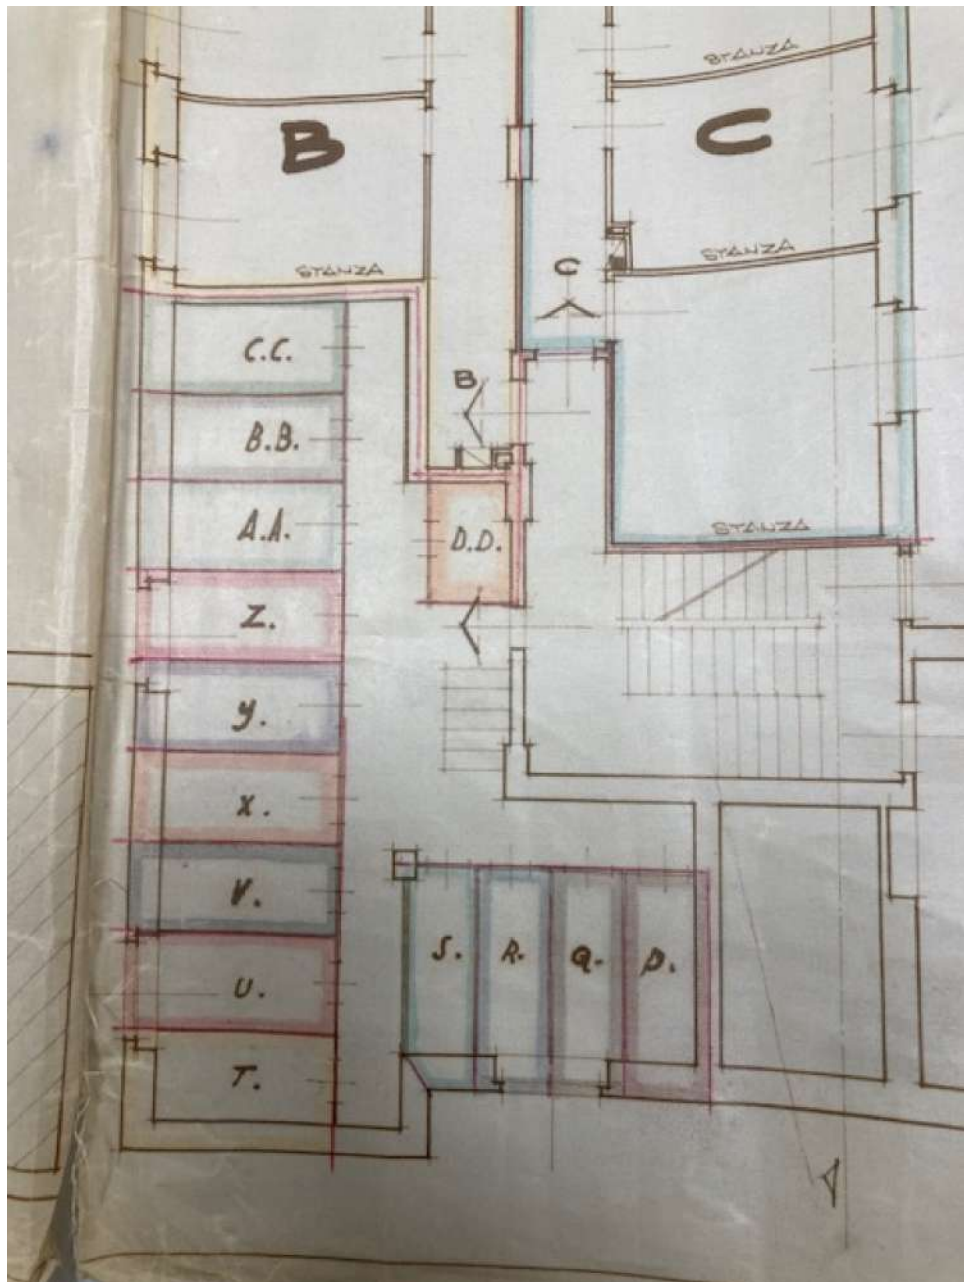 STANZA
B
C
STANZA
STANZA
C
C.C.
B
B.B.
A.A.
D.D.
STANZA
Z.
Y.
X.
V.
S.
R.
Q.
P.
U.
T.